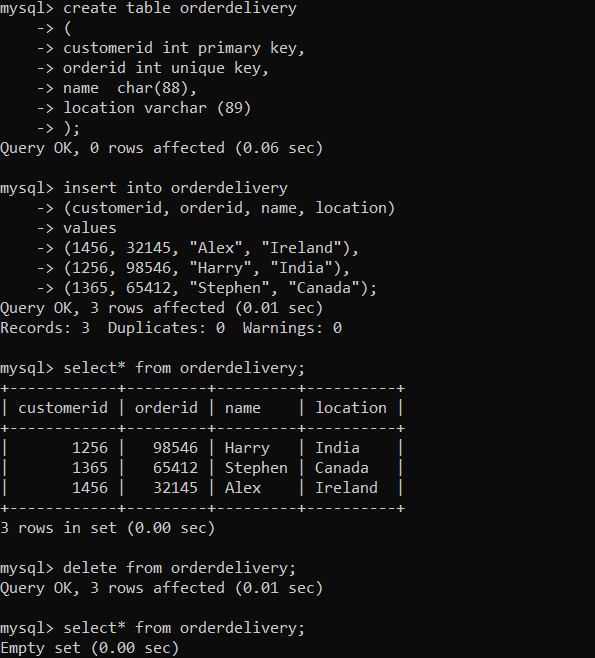 mysql> create table orderdelivery
    -> (
    -> customerid int primary key,
    -> orderid int unique key,
    -> name  char(88),
    -> location varchar (89)
    -> );
Query OK, 0 rows affected (0.06 sec)

mysql> insert into orderdelivery
    -> (customerid, orderid, name, location)
    -> values
    -> (1456, 32145, "Alex", "Ireland"),
    -> (1256, 98546, "Harry", "India"),
    -> (1365, 65412, "Stephen", "Canada");
Query OK, 3 rows affected (0.01 sec)
Records: 3  Duplicates: 0  Warnings: 0

mysql> select* from orderdelivery;
+------------+---------+---------+----------+
| customerid | orderid | name    | location |
+------------+---------+---------+----------+
|       1256 |   98546 | Harry   | India    |
|       1365 |   65412 | Stephen | Canada   |
|       1456 |   32145 | Alex    | Ireland  |
+------------+---------+---------+----------+
3 rows in set (0.00 sec)

mysql> delete from orderdelivery;
Query OK, 3 rows affected (0.01 sec)

mysql> select* from orderdelivery;
Empty set (0.00 sec)